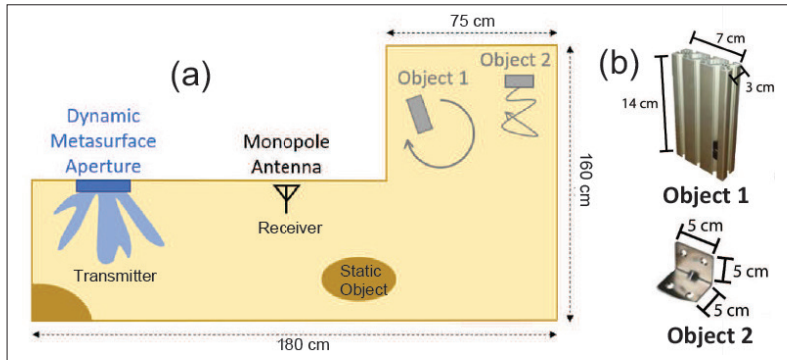 75 cm
(a)
Object 1
Object 2
Dynamic
Metasurface
Aperture
Monopole
Antenna
Receiver
Transmitter
Static
Object
160 cm
180 cm
(b)
7 cm
3 cm
14 cm
Object 1
5 cm
5 cm
5 cm
Object 2